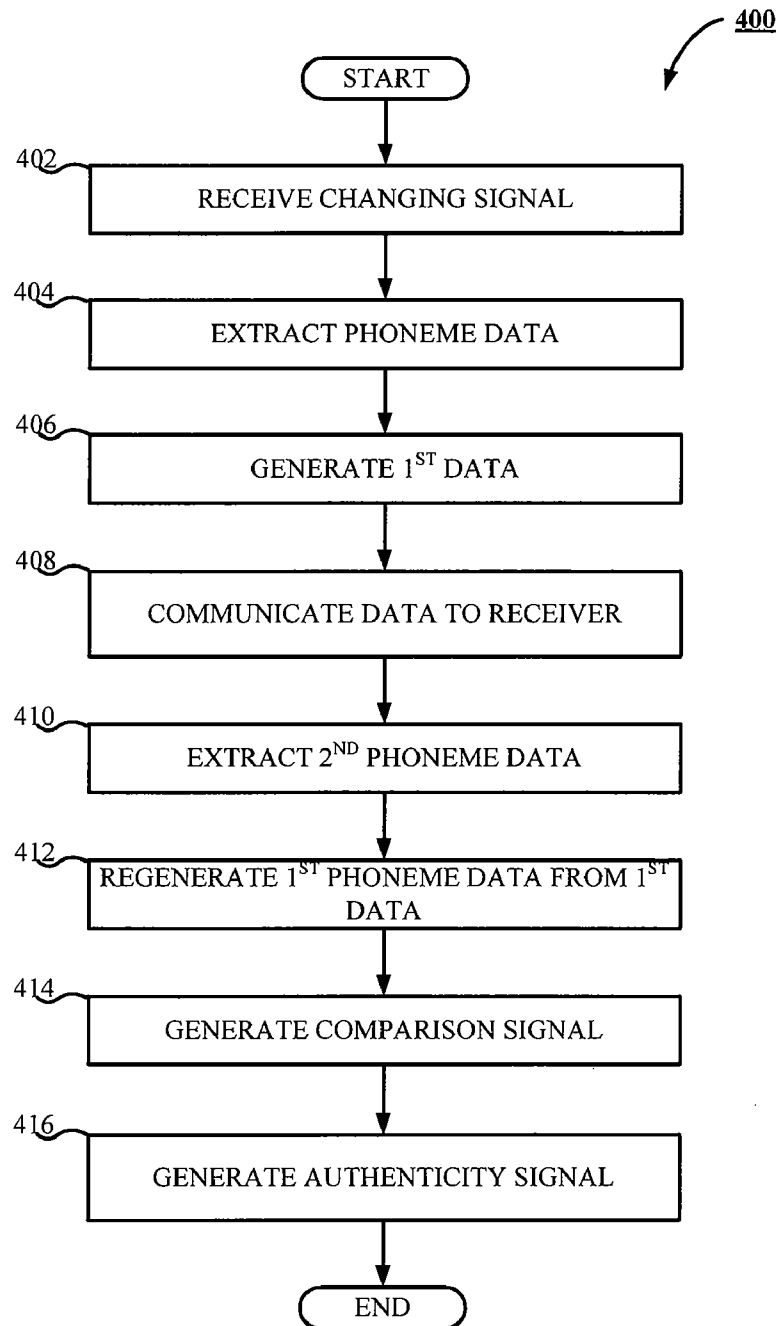 400
START
402
RECEIVE CHANGING SIGNAL
404
EXTRACT PHONEME DATA
406
GENERATE 1ST DATA
408
COMMUNICATE DATA TO RECEIVER
410
EXTRACT 2ND PHONEME DATA
412
REGENERATE 1ST PHONEME DATA FROM 1ST
DATA
414
GENERATE COMPARISON SIGNAL
416
GENERATE AUTHENTICITY SIGNAL
END